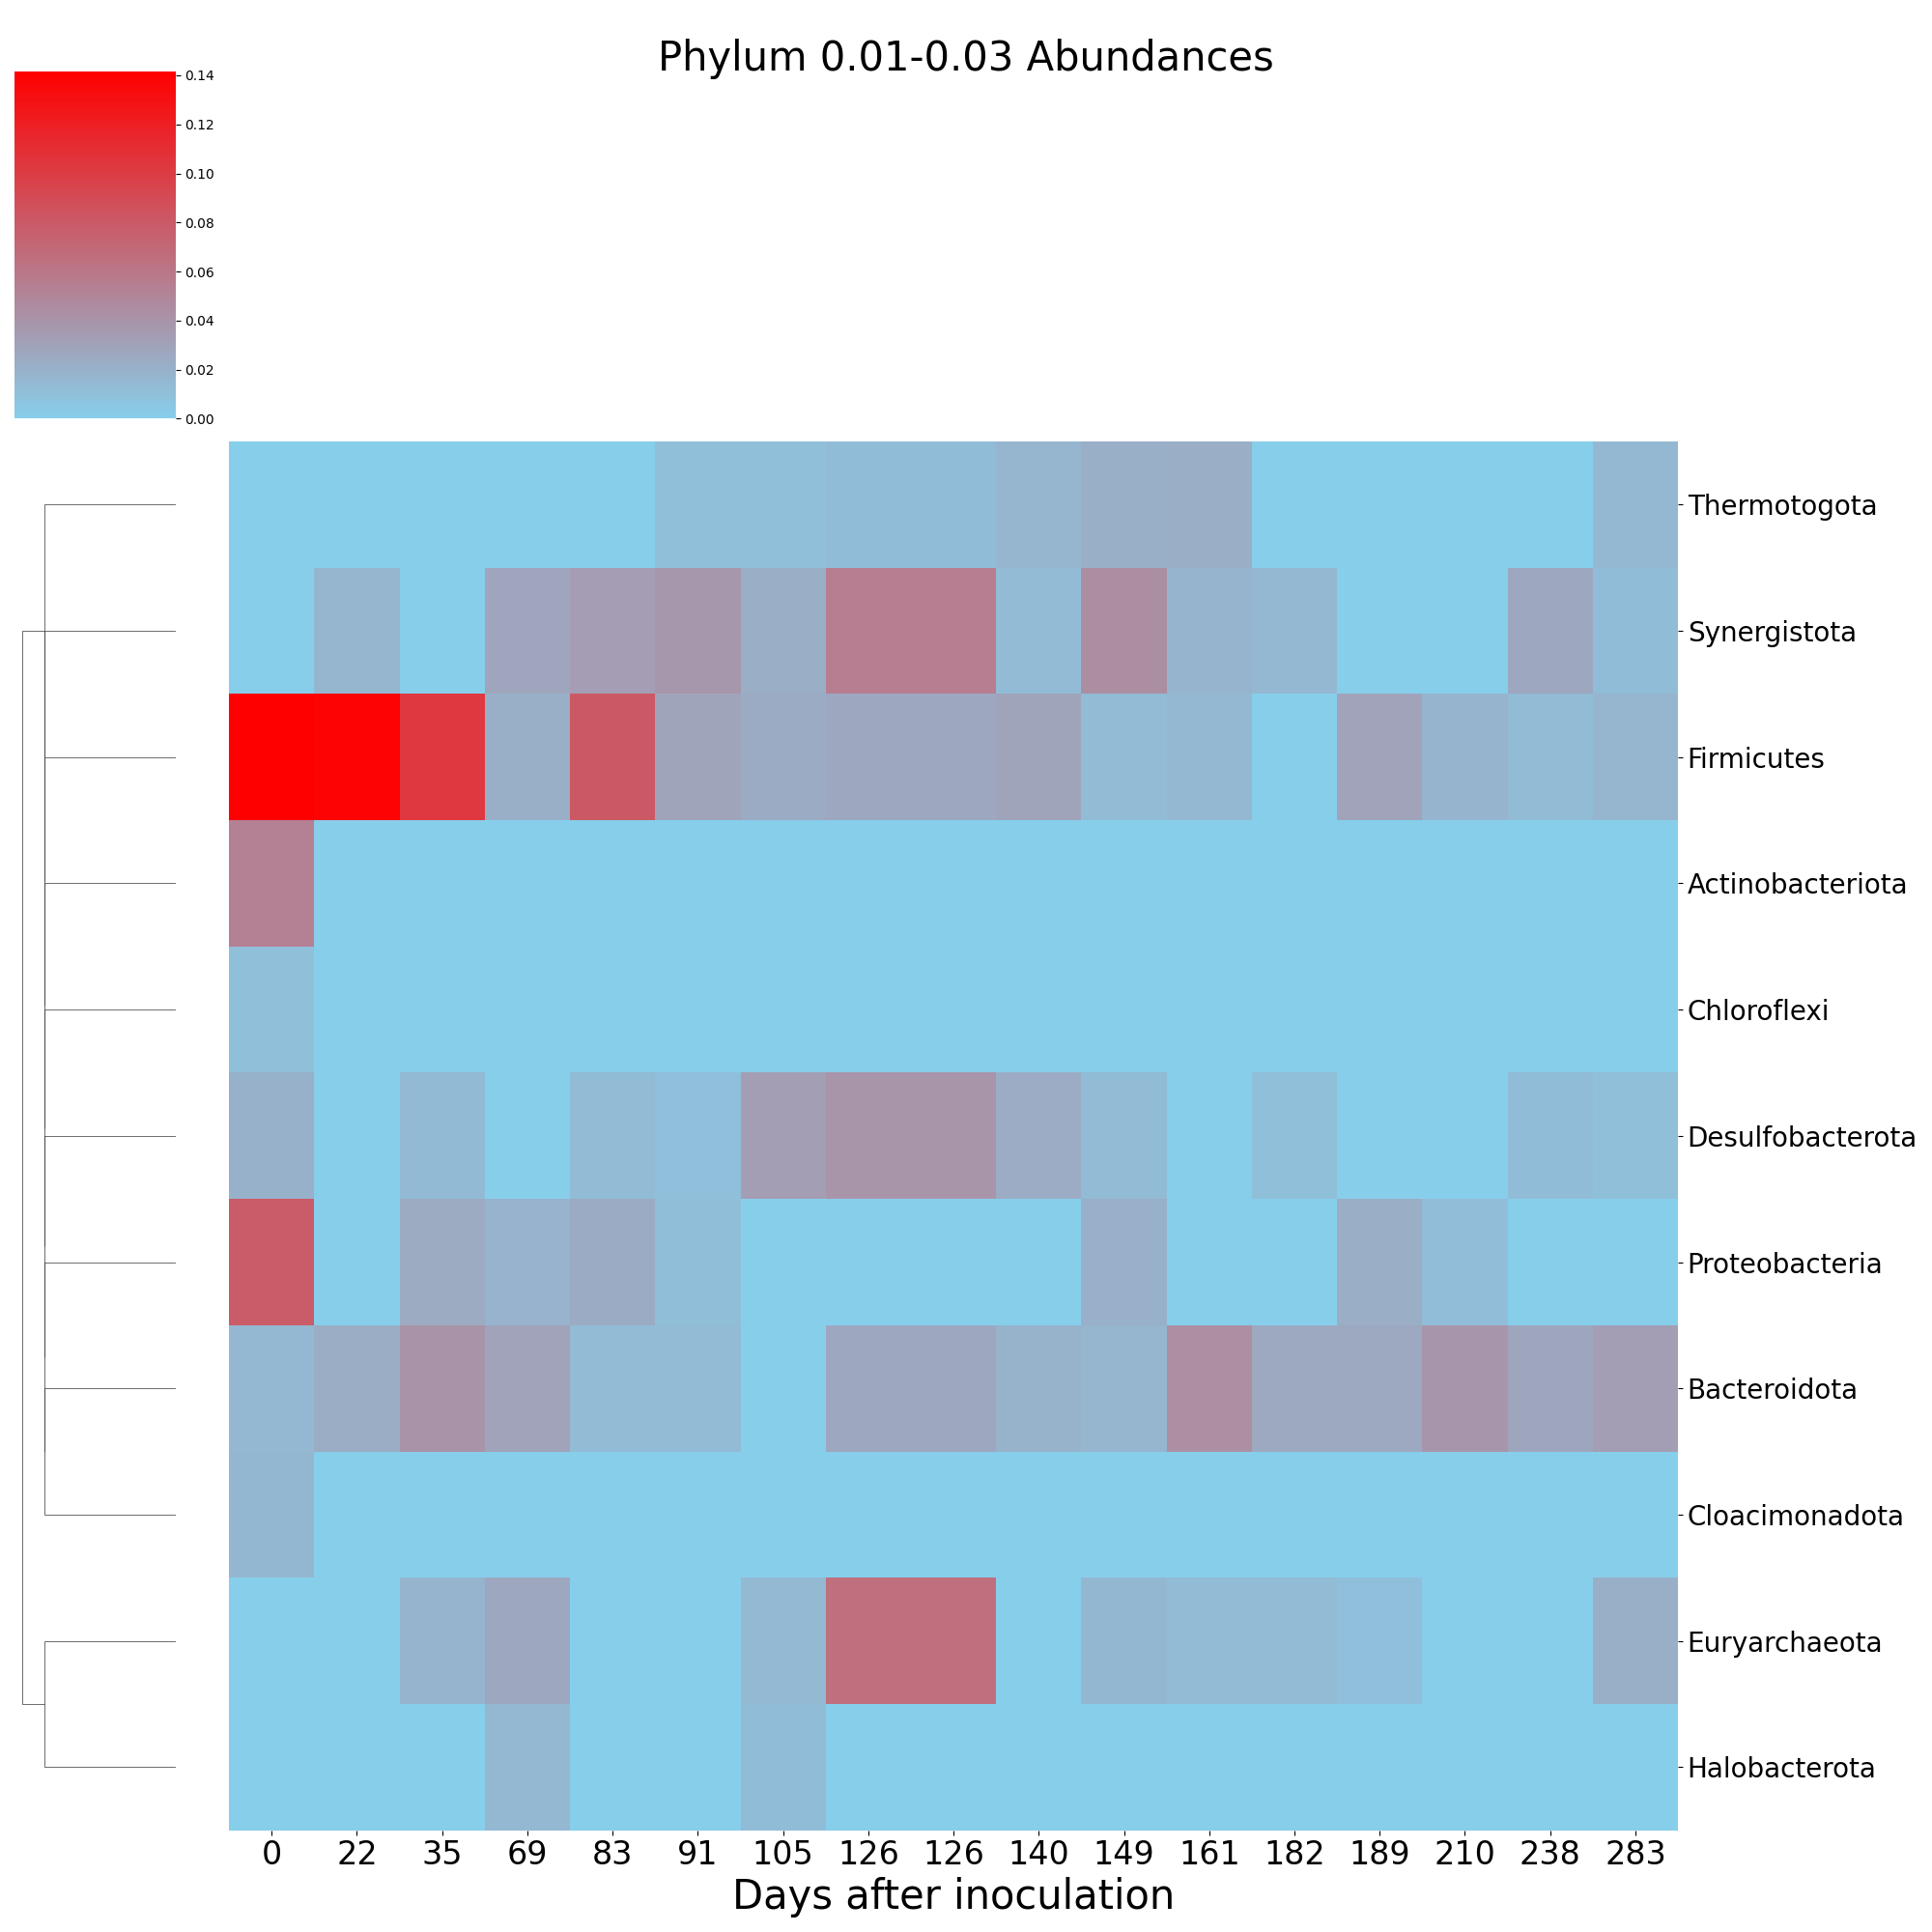 Phylum 0.01-0.03 Abundances
0.14
0.12
0.10
0.08
0.06
0.04
0.02
0.00
Thermotogota
Synergistota
Firmicutes
Actinobacteriota
Chloroflexi
Desulfobacterota
Proteobacteria
Bacteroidota
Cloacimonadota
Euryarchaeota
Halobacterota
0 22 35 69 83 91 105 126 126 140 149 161 182 189 210 238 283
Days after inoculation